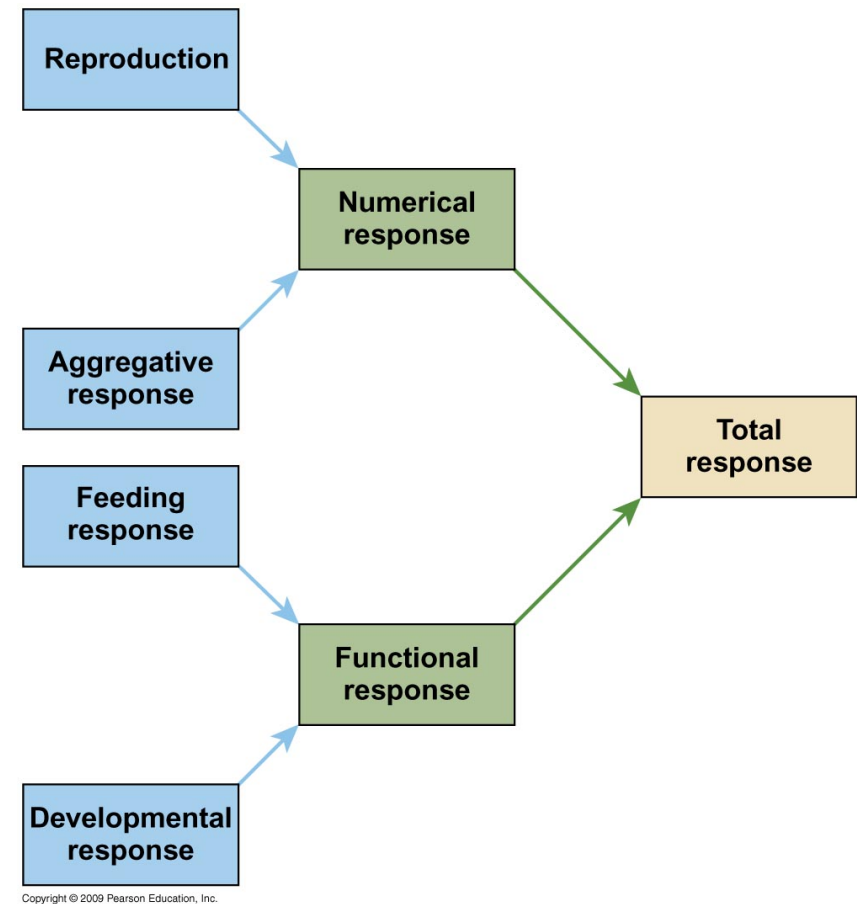 Reproduction
Numerical
response
Aggregative
response
Total
response
Feeding
response
Functional
response
Developmental
response
Copyright © 2009 Pearson Education, Inc.